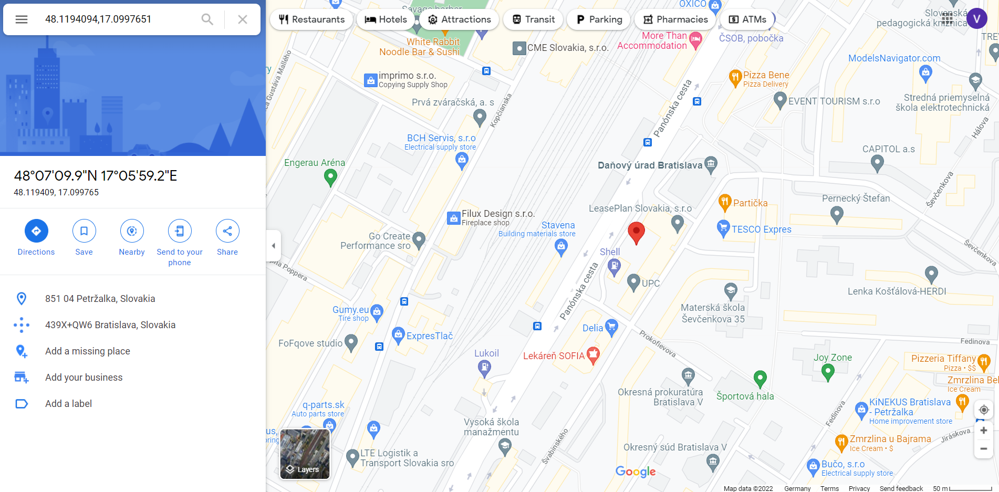 48.1194094,17.0997651
48°07'09.9"N 17°05'59.2"E
48.119409, 17.099765
Directions
Save
Nearby
Send to your
phone
Share
851 04 Petržalka, Slovakia
439X+QW6 Bratislava, Slovakia
Add a missing place
Add your business
Add a label
Restaurants
Hotels
Attractions
Transit
Parking
Pharmacies
ATMs
V
Savage barber
OXICO
Slovenská
pedagogická knižnica
White Rabbit
Noodle Bar & Sushi
CME Slovakia, s.r.o.
More Than
Accommodation
ČSOB, pobočka
TRE
ModelsNavigator.com
imprimo s.r.o.
Copying Supply Shop
Pizza Bene
Pizza Delivery
Prvá zváračská, a. s
Kopčianska
Panónska cesta
EVENT TOURISM s.r.o
Stredná priemyselná
škola elektrotechnická
Hálova
BCH Servis, s.r.o
Electrical supply store
Engerau Aréna
Daňový úrad Bratislava
CAPITOL a.s
Ševčenkova
LeasePlan Slovakia, s.r.o
Partička
Pernecký Štefan
Filux Design s.r.o.
Fireplace shop
Stavena
Building materials store
TESCO Expres
Go Create
Performance sro
Shell
Ševčenkova
na Poppera
Panónska cesta
UPC
Lenka Košťálová-HERDI
Materská škola
Ševčenkova 35
Gumy.eu
Tire shop
ExpresTlač
Delia
FoFqove studio
Prokofievova
Fedinova
Lukoil
Lekáreň SOFIA
Joy Zone
Pizzeria Tiffany
Pizza • $$
Zmrzlina Bel
Ice Cream
Okresná prokuratúra
Bratislava V
Športová hala
q-parts.sk
Auto parts store
KiNEKUS Bratislava
- Petržalka
Home improvement store
Fedinova
Vysoká škola
manažmentu
Švabinského
Zmrzlina u Bajrama
Ice Cream • $
Jiráskova
Okresný súd Bratislava V
LTE Logistik a
Transport Slovakia sro
Bučo, s.r.o
Electrical supply store
Layers
Google
Map data ©2022
Germany
Terms
Privacy
Send feedback
50 m